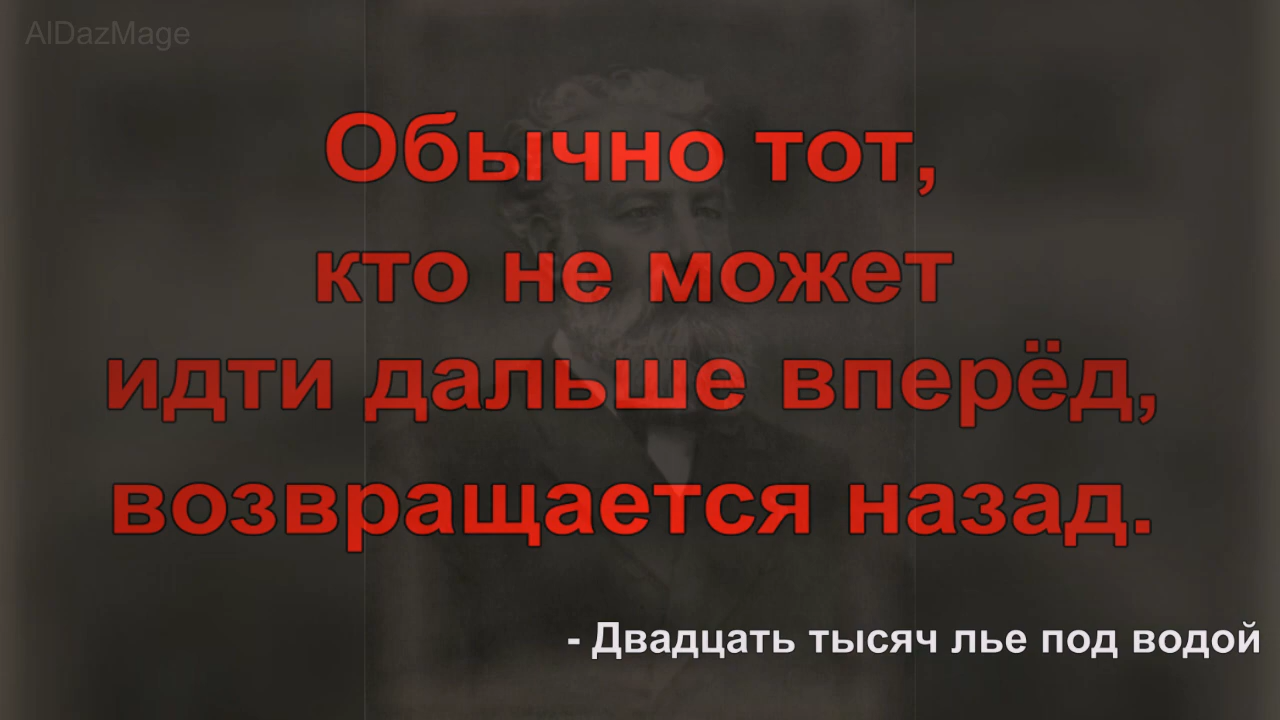 AlDazMage
Обычно тот,
кто не может
идти дальше вперёд,
возвращается назад.
- Двадцать тысяч лье под водой